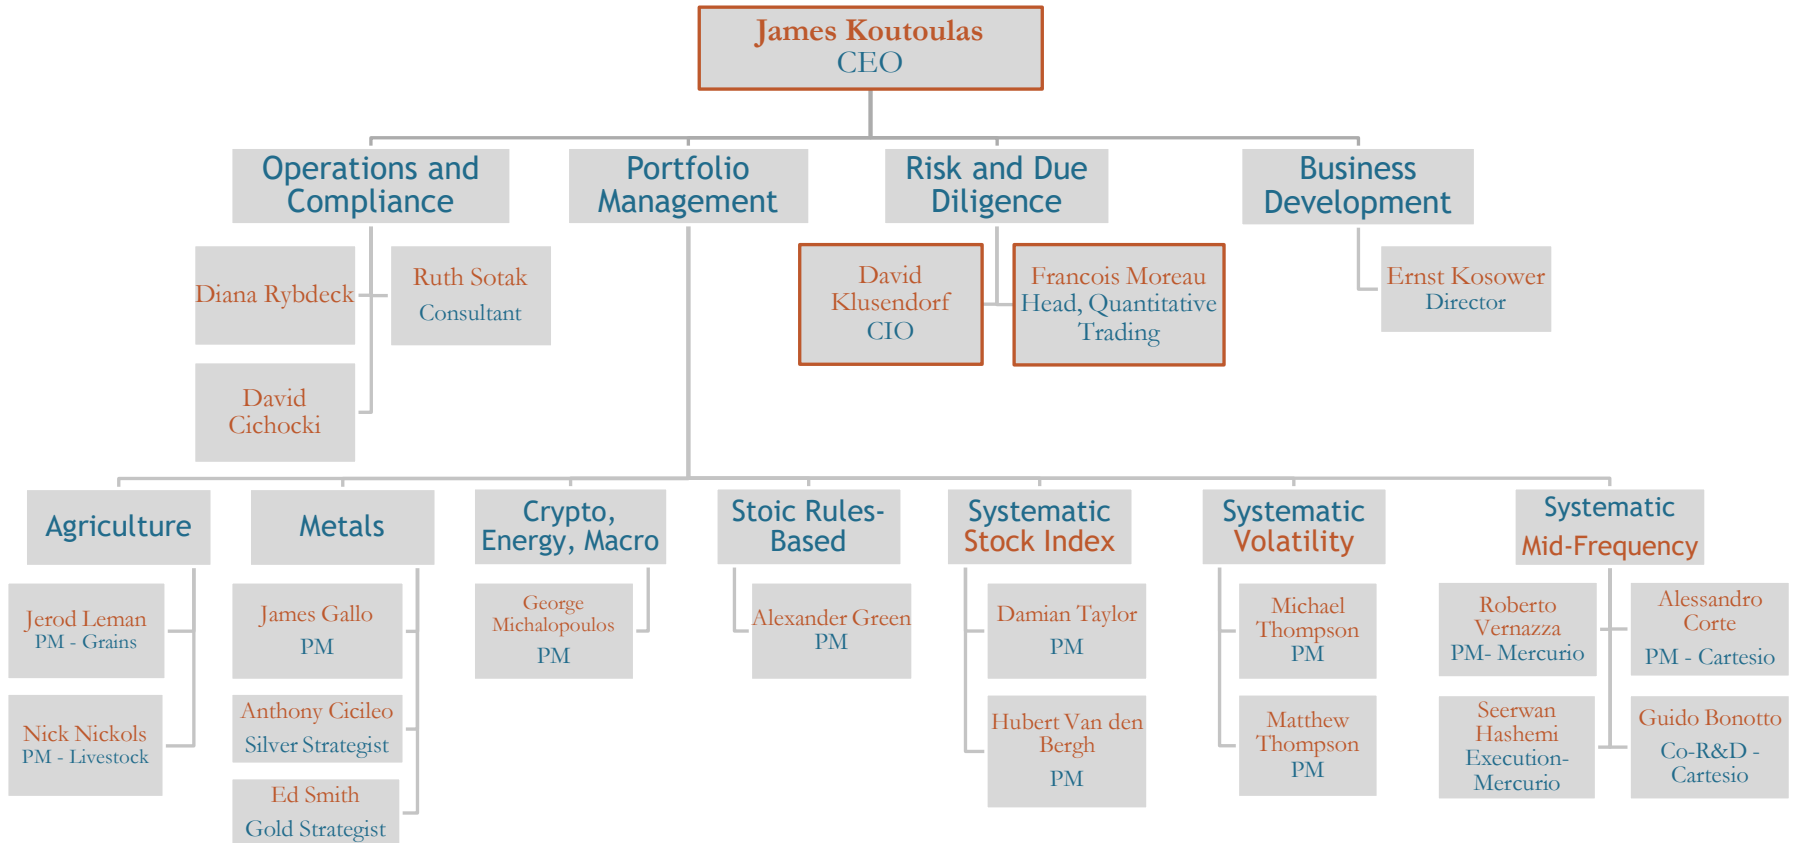 James Koutoulas
CEO
Operations and
Compliance
Portfolio
Management
Risk and Due
Diligence
Business
Development
Diana Rybdeck
Ruth Sotak
Consultant
David
Cichocki
David
Klusendorf
CIO
Francois Moreau
Head, Quantitative
Trading
Ernst Kosower
Director
Agriculture
Jerod Leman
PM - Grains
Nick Nickols
PM - Livestock
Metals
James Gallo
PM
Anthony Cicileo
Silver Strategist
Ed Smith
Gold Strategist
Crypto,
Energy, Macro
George
Michalopoulos
PM
Stoic Rules-
Based
Alexander Green
PM
Systematic
Stock Index
Damian Taylor
PM
Hubert Van den
Bergh
PM
Systematic
Volatility
Michael
Thompson
PM
Matthew
Thompson
PM
Systematic
Mid-Frequency
Roberto
Vernazza
PM- Mercurio
Alessandro
Corte
PM - Cartesio
Seerwan
Hashemi
Execution-
Mercurio
Guido Bonotto
Co-R&D -
Cartesio